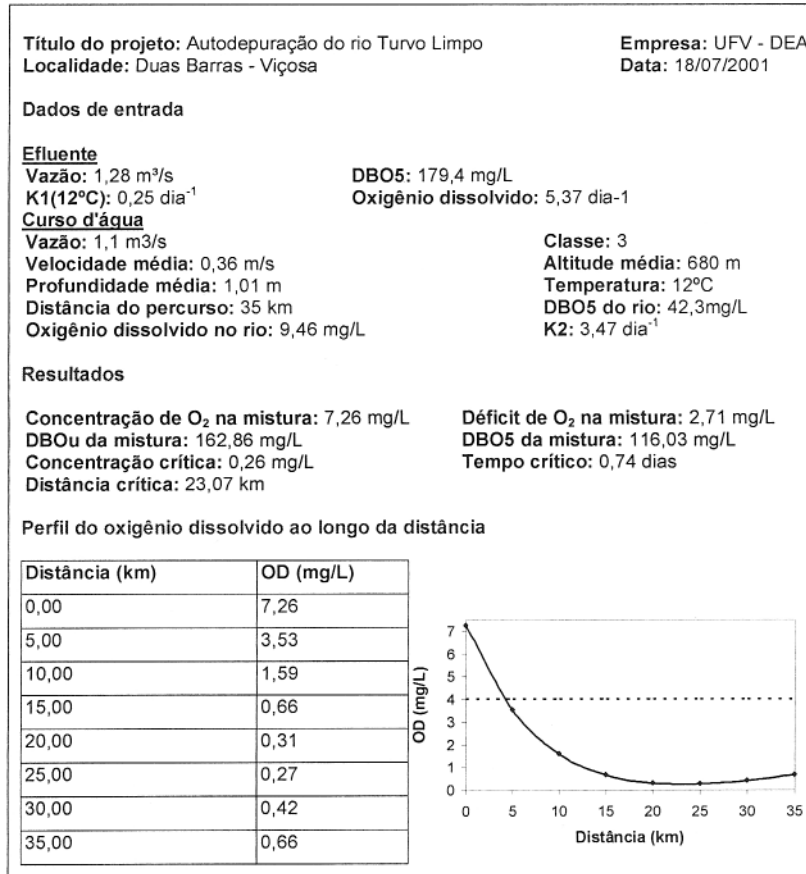 Título do projeto: Autodepuração do rio Turvo Limpo Empresa: UFV - DEA
Localidade: Duas Barras - Viçosa Data: 18/07/2001
Dados de entrada
Efluente
Vazão: 1,28 m³/s DBO5: 179,4 mg/L
K1(12ºC): 0,25 dia-1 Oxigênio dissolvido: 5,37 dia-1
Curso d'água
Vazão: 1,1 m3/s Classe: 3
Velocidade média: 0,36 m/s Altitude média: 680 m
Profundidade média: 1,01 m Temperatura: 12ºC
Distância do percurso: 35 km DBO5 do rio: 42,3mg/L
Oxigênio dissolvido no rio: 9,46 mg/L K2: 3,47 dia-1
Resultados
Concentração de O2 na mistura: 7,26 mg/L Déficit de O2 na mistura: 2,71 mg/L
DBOu da mistura: 162,86 mg/L DBO5 da mistura: 116,03 mg/L
Concentração crítica: 0,26 mg/L Tempo crítico: 0,74 dias
Distância crítica: 23,07 km
Perfil do oxigênio dissolvido ao longo da distância
Distância (km) OD (mg/L)
0,00 7,26
5,00 3,53
10,00 1,59
15,00 0,66
20,00 0,31
25,00 0,27
30,00 0,42
35,00 0,66
OD (mg/L)
7
6
5
4
3
2
1
0
0 5 10 15 20 25 30 35
Distância (km)